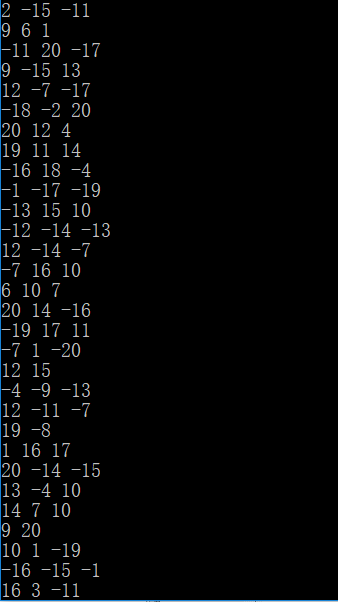 2 -15 -11
9 6 1
-11 20 -17
9 -15 13
12 -7 -17
-18 -2 20
20 12 4
19 11 14
-16 18 -4
-1 -17 -19
-13 15 10
-12 -14 -13
12 -14 -7
-7 16 10
6 10 7
20 14 -16
-19 17 11
-7 1 -20
12 15
-4 -9 -13
12 -11 -7
19 -8
1 16 17
20 -14 -15
13 -4 10
14 7 10
9 20
10 1 -19
-16 -15 -1
16 3 -11